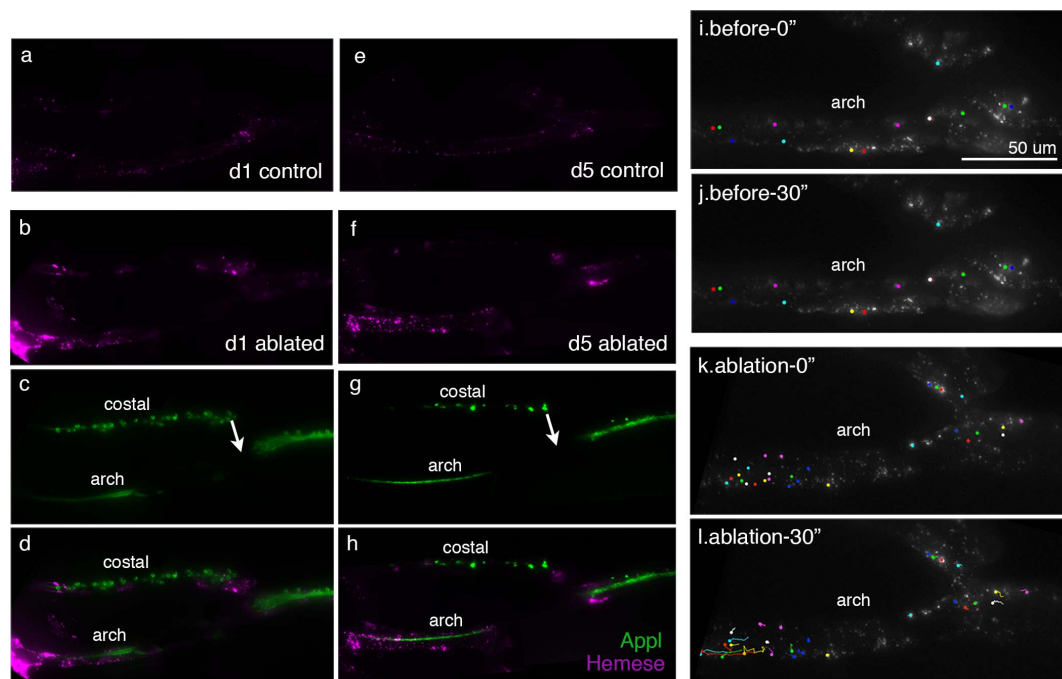 a
d1 control
e
d5 control
b
d1 ablated
f
d5 ablated
c
costal
arch
g
costal
arch
d
costal
arch
h
costal
arch
Appl
Hemese
i.before-0”
arch
50 um
j.before-30”
arch
k.ablation-0”
arch
l.ablation-30”
arch